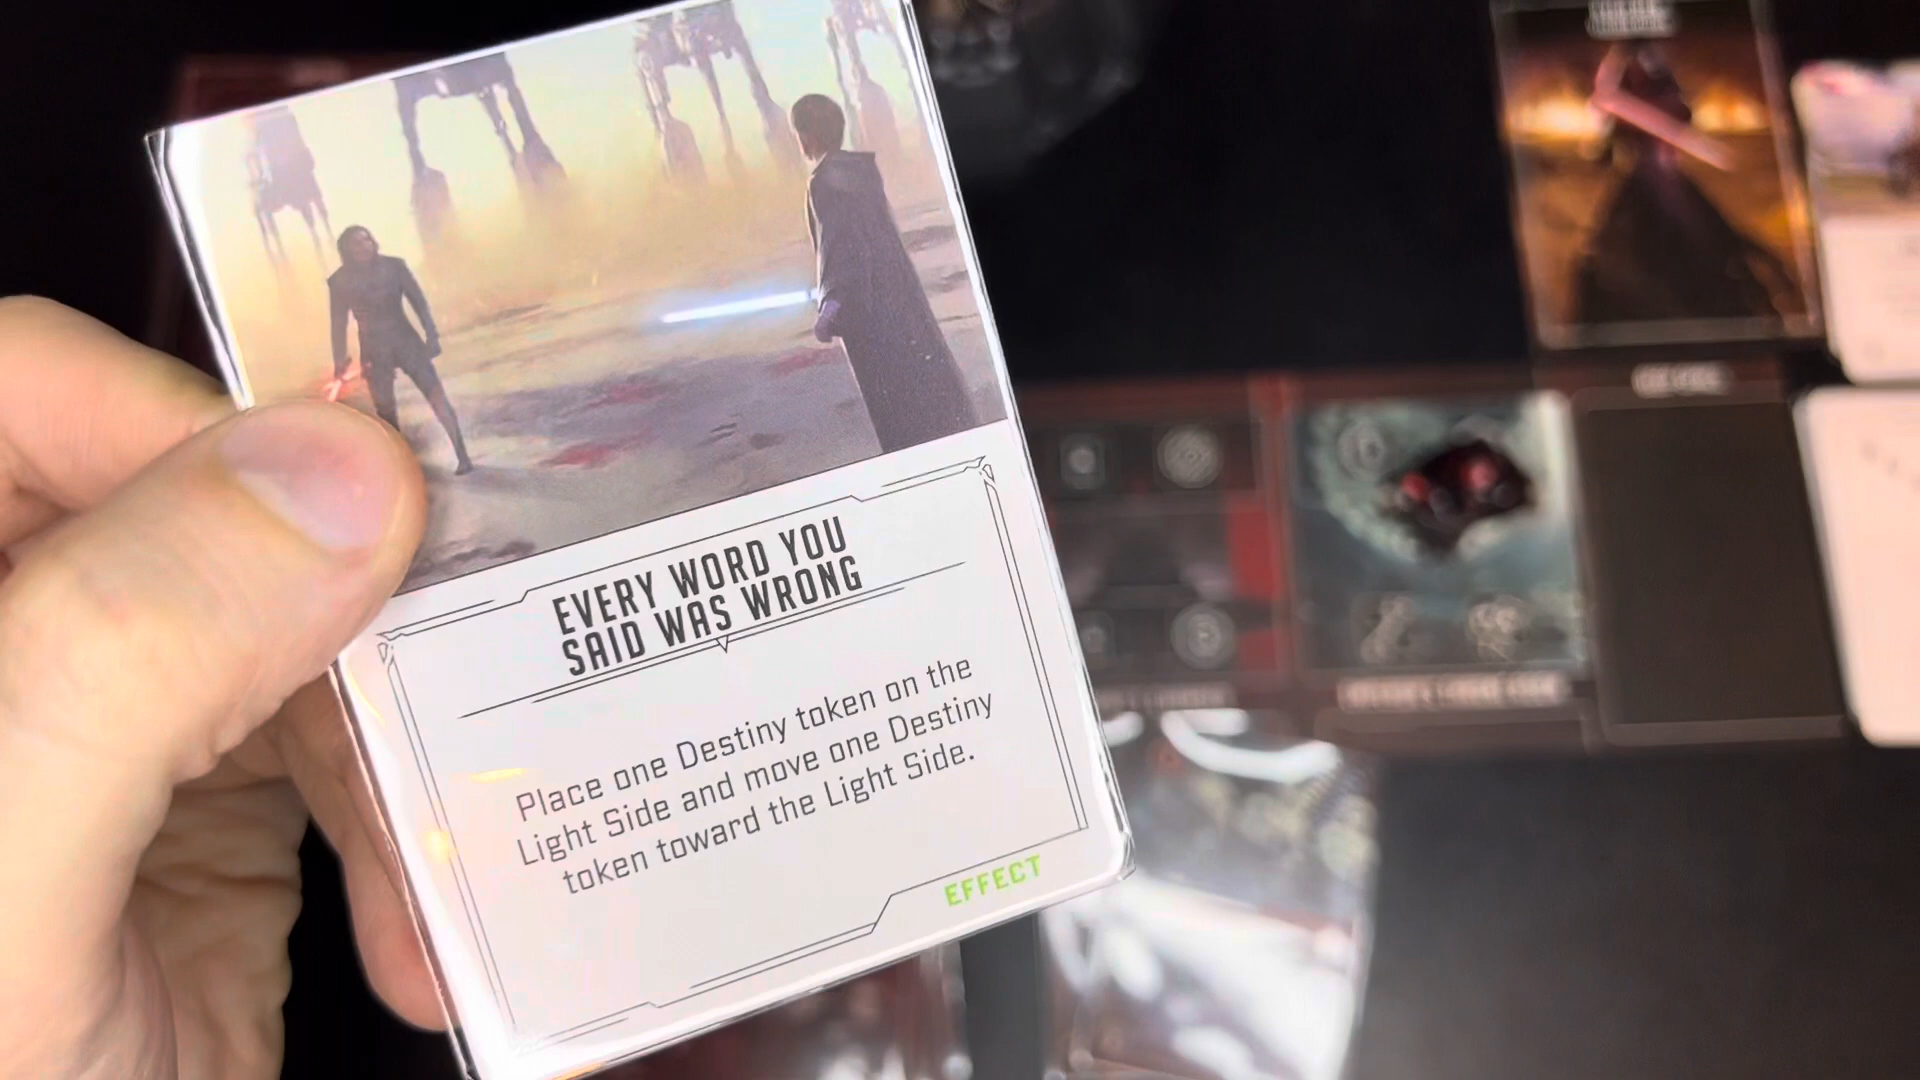 EVERY WORD YOU
SAID WAS WRONG
Place one Destiny token on the
Light Side and move one Destiny
token toward the Light Side.
EFFECT